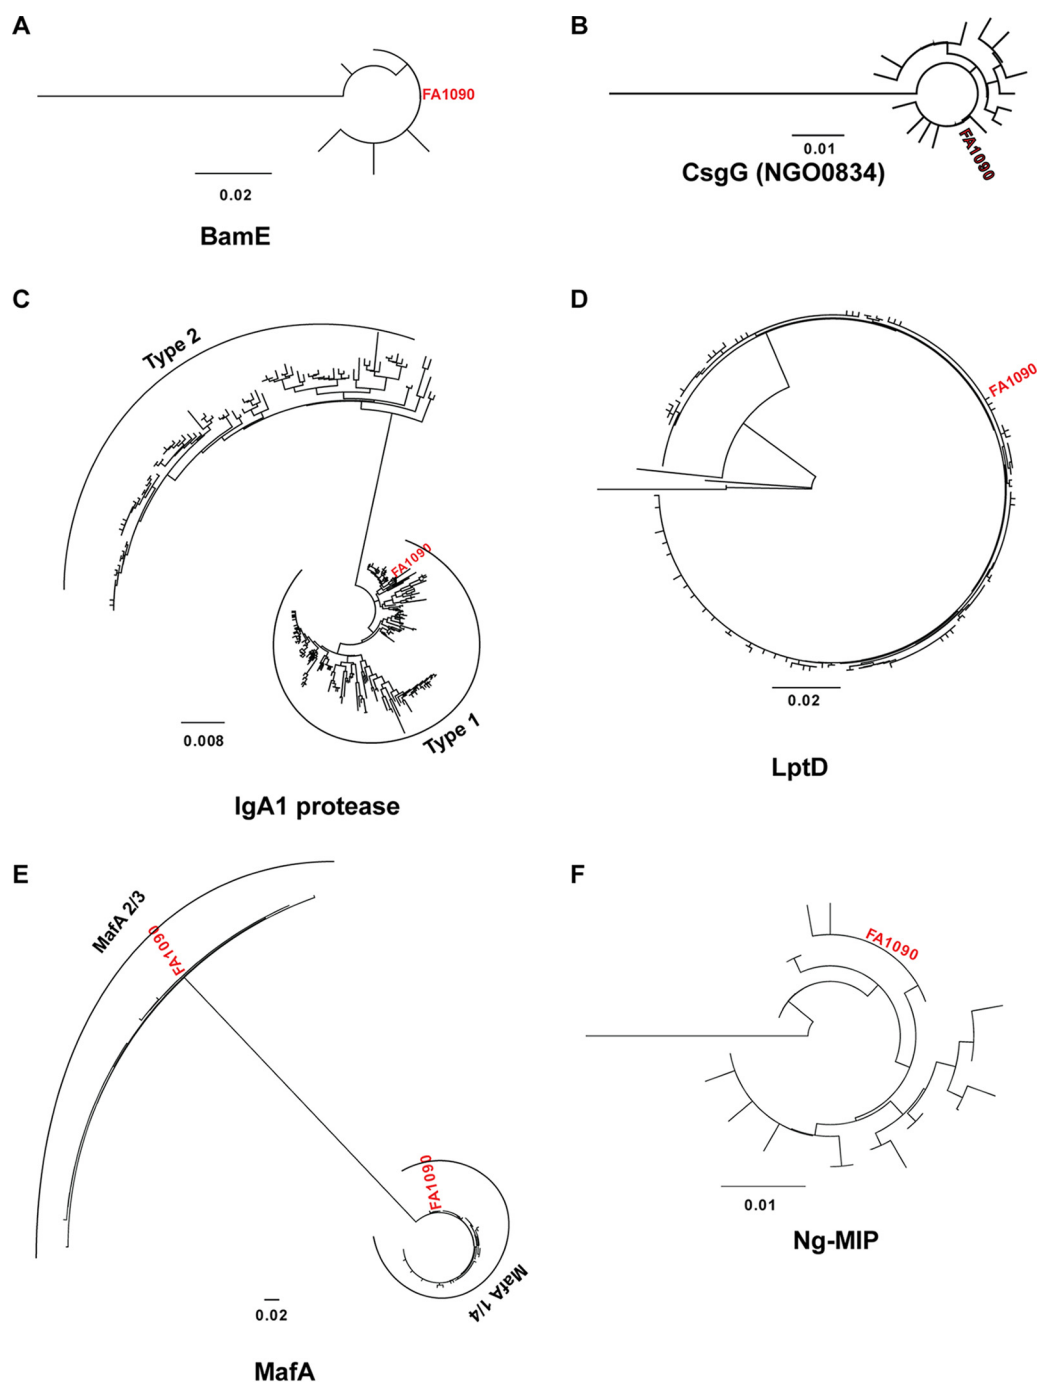 A
FA1090
0.02
BamE
B
0.01
FA1090
CsgG (NGO0834)
C
Type 2
FA1090
Type 1
0.008
IgA1 protease
D
FA1090
0.02
LptD
E
MafA 2/3
FA1090
FA1090
MafA 1/4
0.02
MafA
F
FA1090
0.01
Ng-MIP